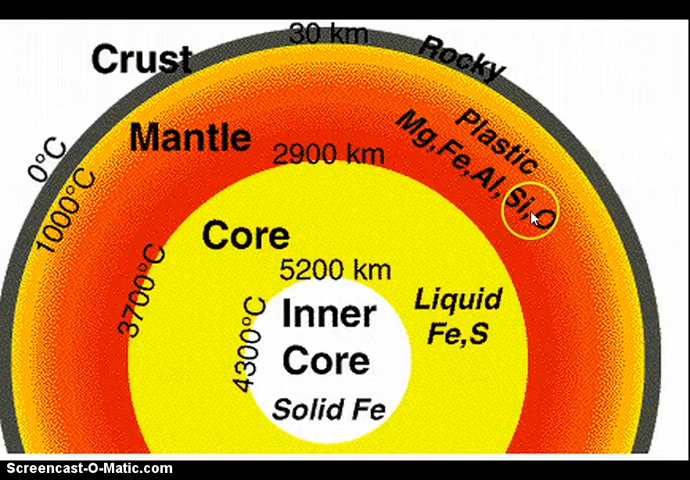 30 km
Crust
Rocky
Mantle
Plastic
Mg,Fe,Al,Si,O
0°C
2900 km
1000°C
Core
5200 km
3700°C
Liquid
Fe,S
4300°C
Inner
Core
Solid Fe
Screencast-O-Matic.com